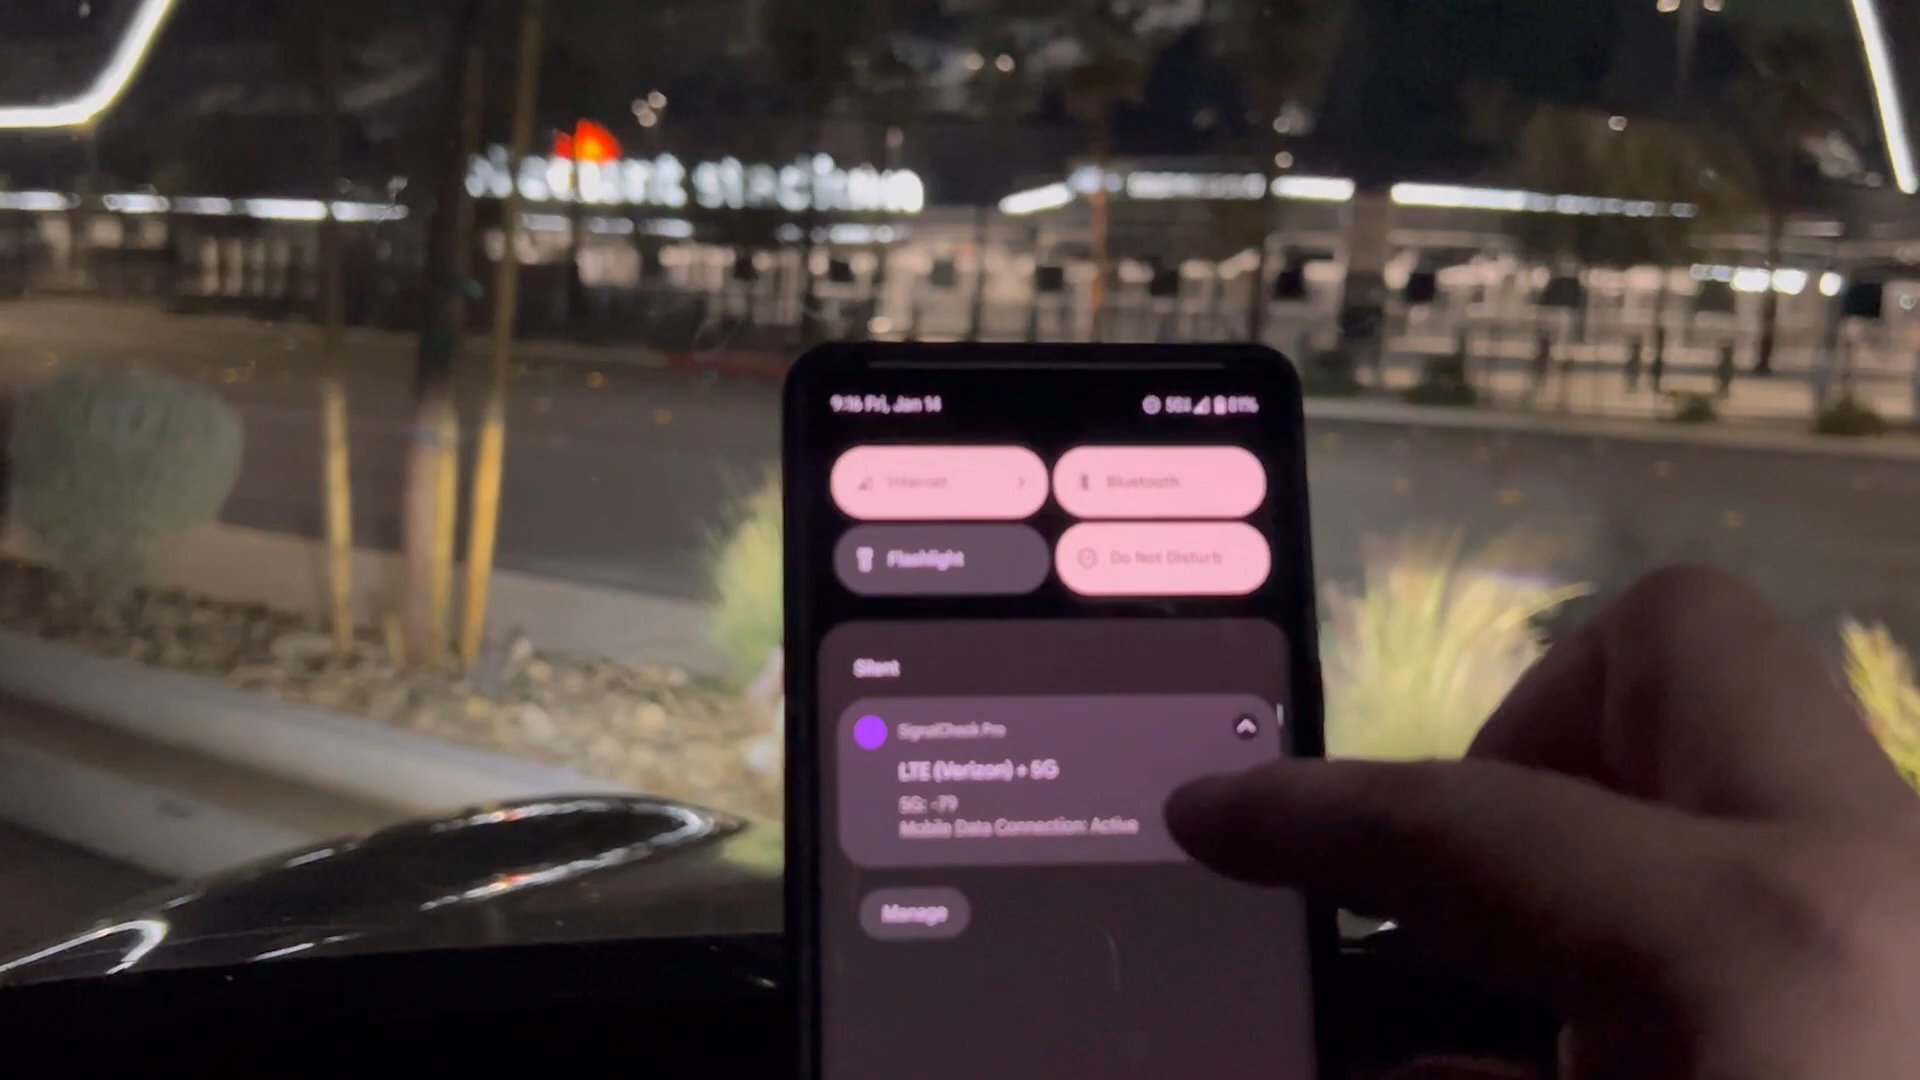 9:16 Fri, Jan 14
81%
Internet
Bluetooth
Flashlight
Do Not Disturb
Silent
SignalCheck Pro
LTE (Verizon) + 5G
5G: -79
Mobile Data Connection: Active
Manage